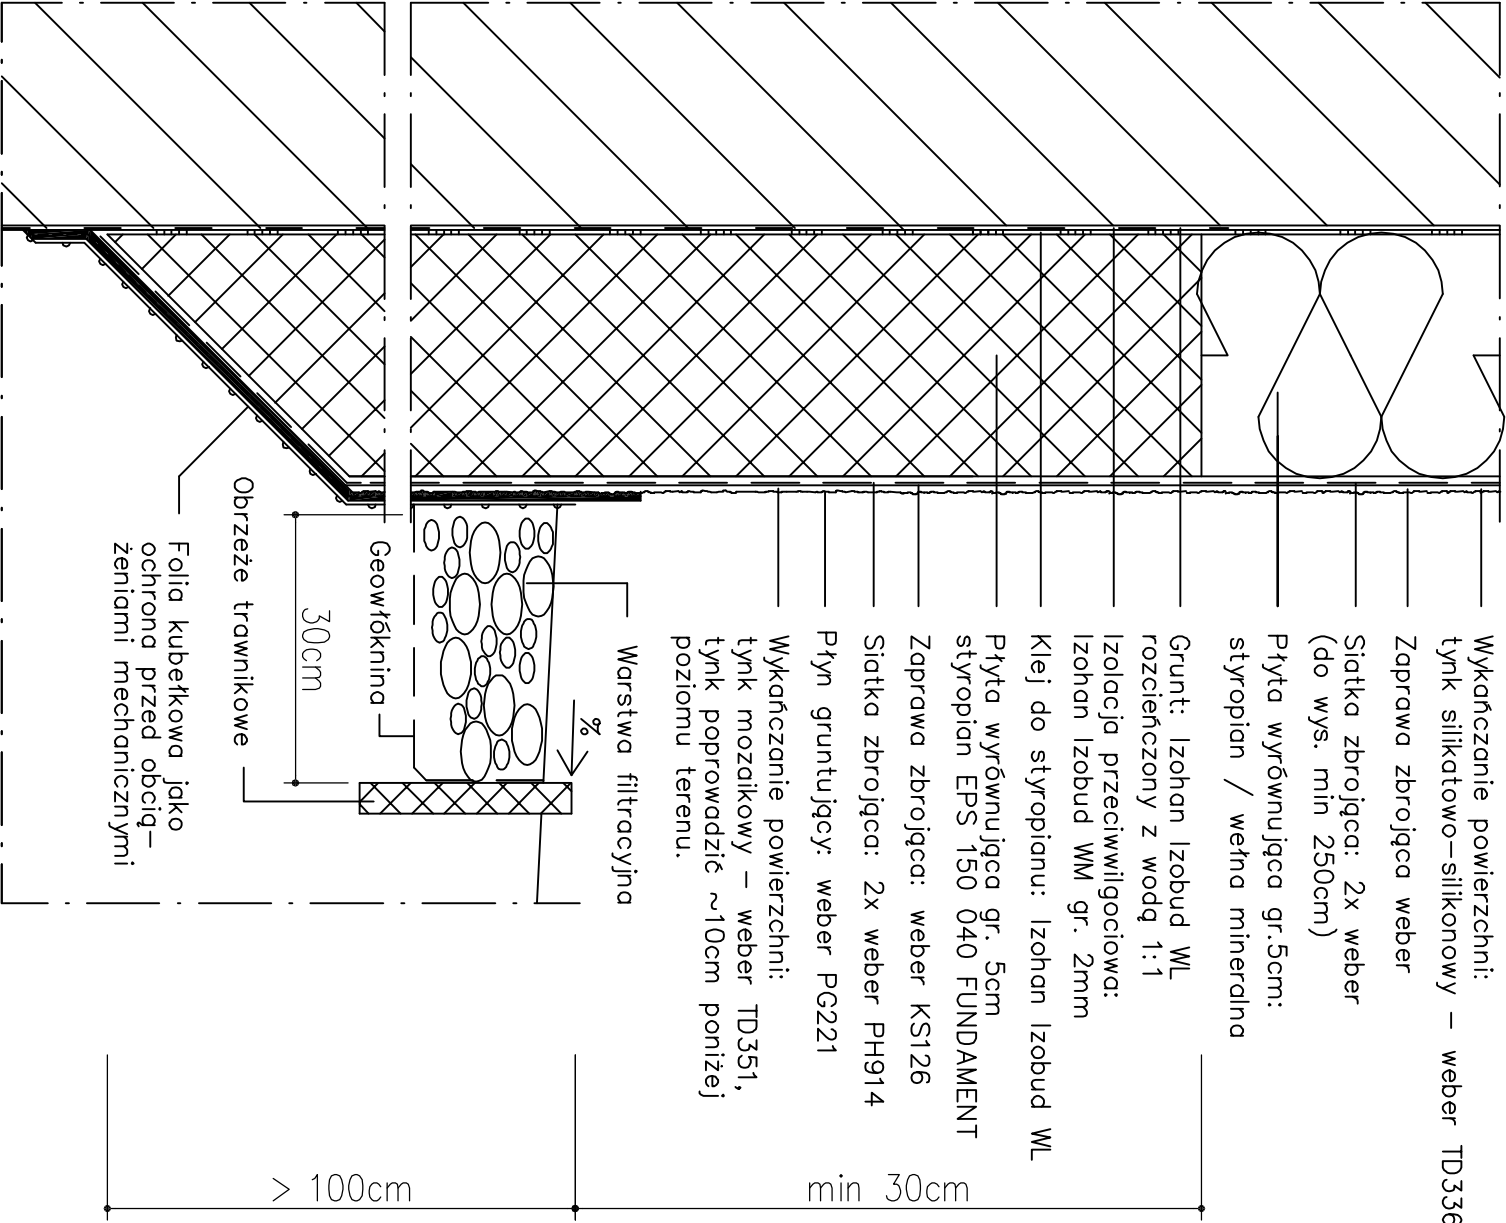 Wykańczanie powierzchni:
tynk silikatowo-silikonowy - weber TD336
Zaprawa zbrojąca weber
Siatka zbrojąca: 2x weber
(do wys. min 250cm)
Płyta wyrównująca gr.5cm:
styropian / wełna mineralna
Grunt: Izohan Izobud WL
rozcieńczony z wodą 1:1
Izolacja przeciwwilgociowa:
Izohan Izobud WM gr. 2mm
Klej do styropianu: Izohan Izobud WL
Płyta wyrównująca gr. 5cm
styropian EPS 150 040 FUNDAMENT
Zaprawa zbrojąca: weber KS126
Siatka zbrojąca: 2x weber PH914
Płyn gruntujący: weber PG221
Wykańczanie powierzchni:
tynk mozaikowy - weber TD351,
tynk poprowadzić ~10cm poniżej
poziomu terenu.
Warstwa filtracyjna
%
Geowłóknina
30cm
Obrzeże trawnikowe
Folia kubełkowa jako
ochrona przed obcią-
żeniami mechanicznymi
min 30cm
> 100cm